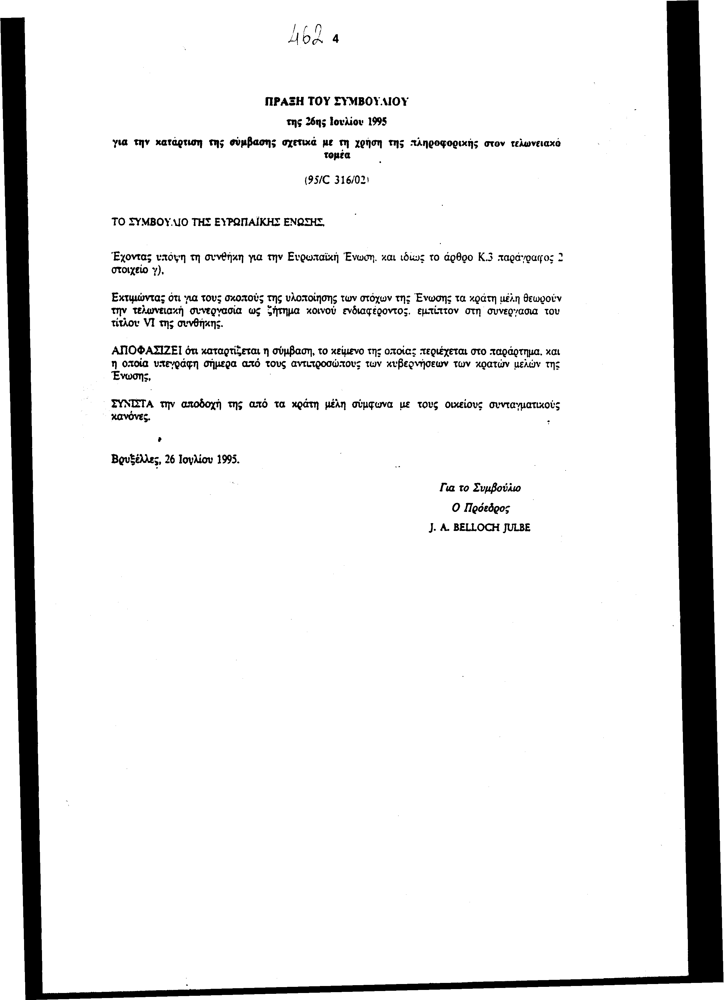 462 4
ΠΡΑΞΗ ΤΟΥ ΣΥΜΒΟΥΛΙΟΥ
της 26ης Ιουλίου 1995
για την κατάρτιση της σύμβασης σχετικά με τη χρήση της πληροφορικής στον τελωνειακό
τομέα
(95/C 316/02)
ΤΟ ΣΥΜΒΟΥΛΙΟ ΤΗΣ ΕΥΡΩΠΑΪΚΗΣ ΕΝΩΣΗΣ,
Έχοντας υπόψη τη συνθήκη για την Ευρωπαϊκή Ένωση, και ιδίως το άρθρο Κ.3 παράγραφος 2
στοιχείο γ),
Εκτιμώντας ότι για τους σκοπούς της υλοποίησης των στόχων της Ένωσης τα κράτη μέλη θεωρούν
την τελωνειακή συνεργασία ως ζήτημα κοινού ενδιαφέροντος, εμπίπτον στη συνεργασία του
τίτλου VI της συνθήκης.
ΑΠΟΦΑΣΙΖΕΙ ότι καταρτίζεται η σύμβαση, το κείμενο της οποίας περιέχεται στο παράρτημα, και
η οποία υπεγράφη σήμερα από τους αντιπροσώπους των κυβερνήσεων των κρατών μελών της
Ένωσης,
ΣΥΝΙΣΤΑ την αποδοχή της από τα κράτη μέλη σύμφωνα με τους οικείους συνταγματικούς
κανόνες.
Βρυξέλλες, 26 Ιουλίου 1995.
Για το Συμβούλιο
Ο Πρόεδρος
J. A. BELLOCH JULBE